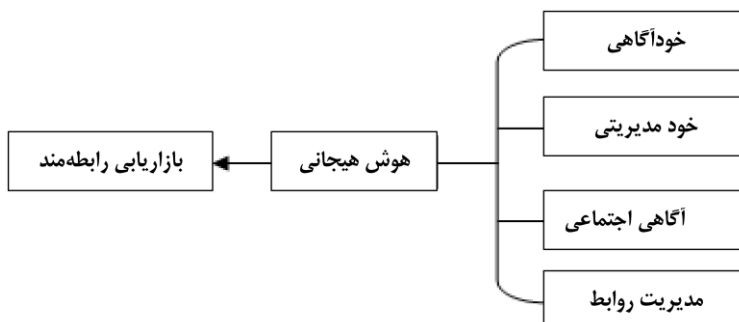 خودآگاهی
خود مدیریتی
بازاریابی رابطه‌مند
هوش هیجانی
آگاهی اجتماعی
مدیریت روابط